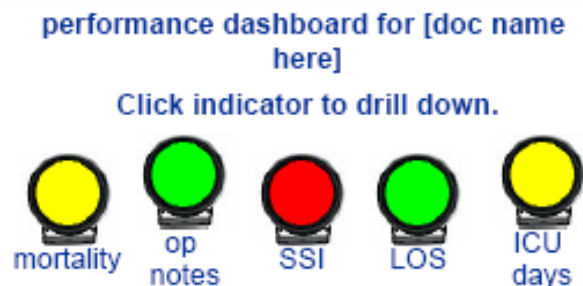 performance dashboard for [doc name
here]
Click indicator to drill down.
mortality
op
notes
SSI
LOS
ICU
days